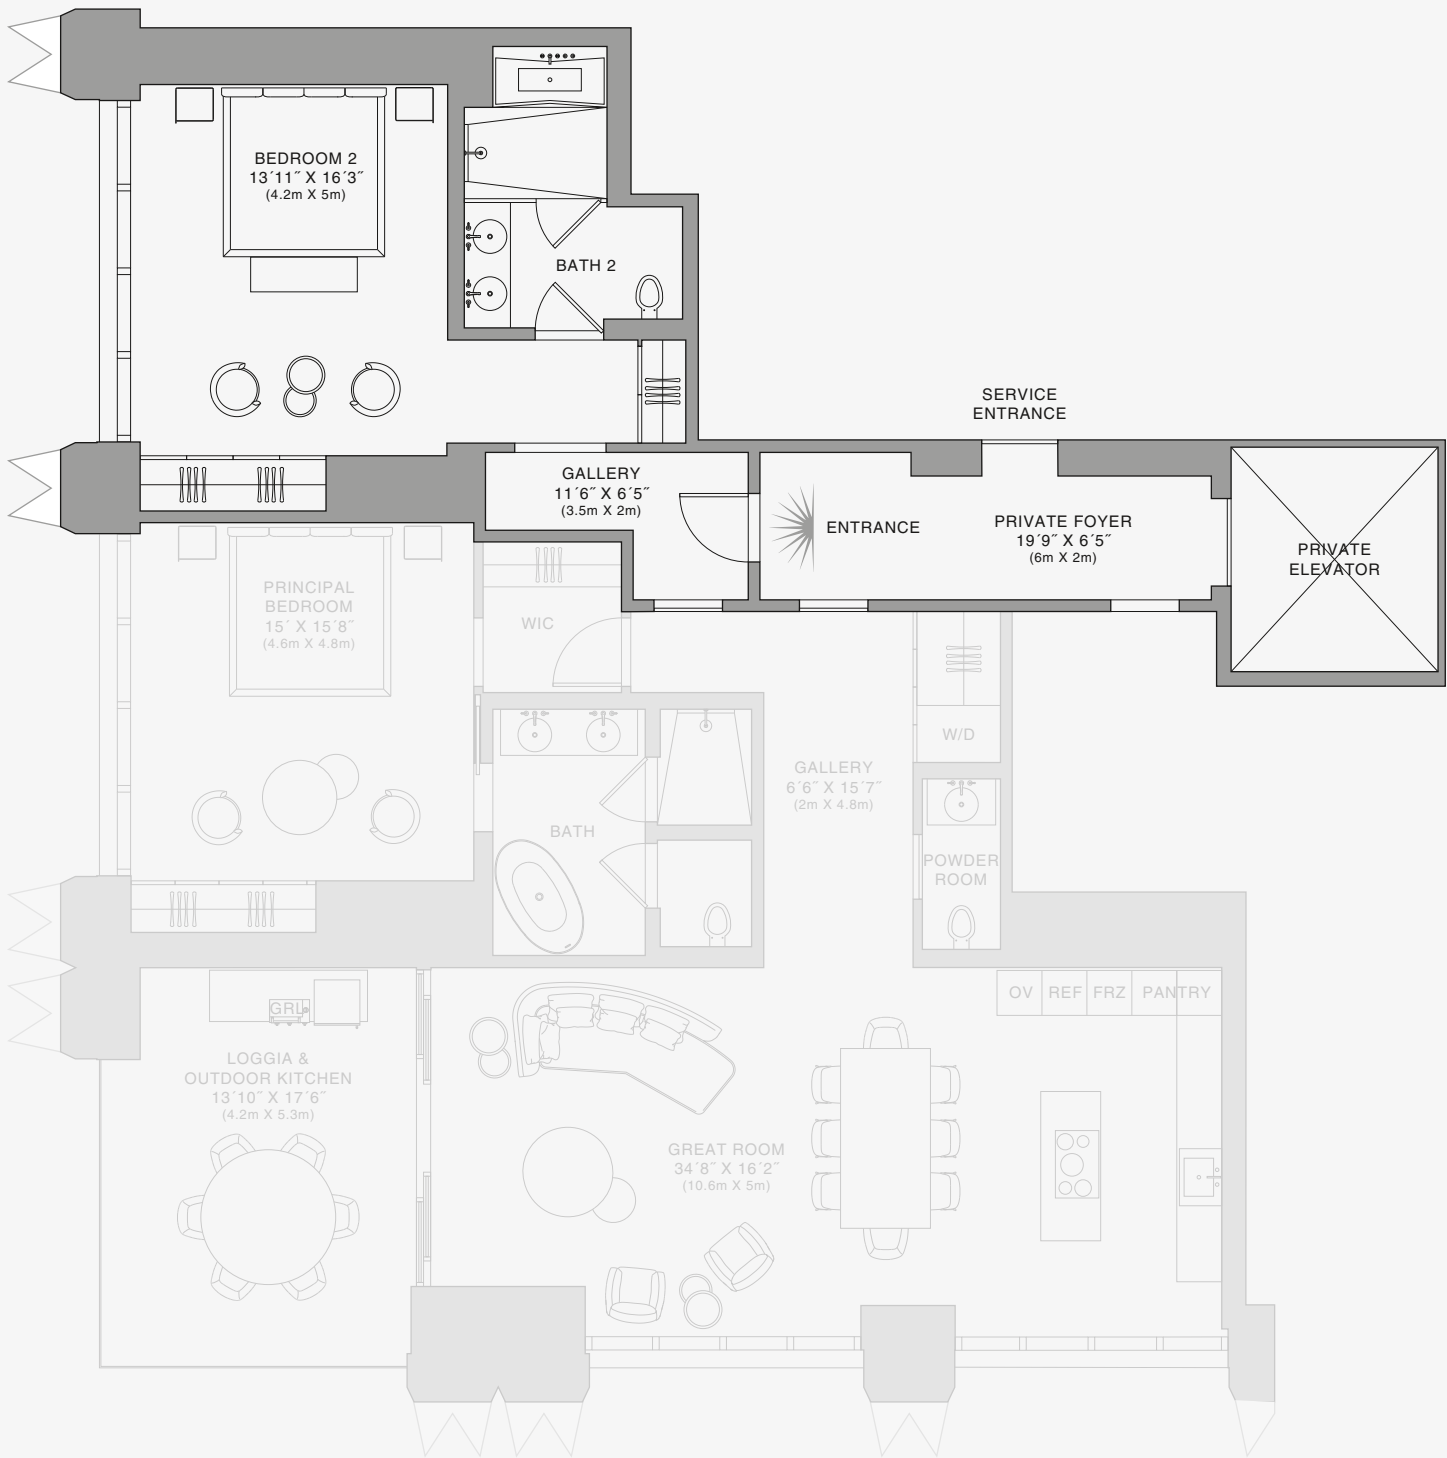 BEDROOM 2
13´11˝ X 16´3˝
(4.2m X 5m)
BATH 2
SERVICE
ENTRANCE
GALLERY
11´6˝ X 6´5˝
(3.5m X 2m)
ENTRANCE
PRIVATE FOYER
19´9˝ X 6´5˝
(6m X 2m)
PRIVATE
ELEVATOR
PRINCIPAL
BEDROOM
15´ X 15´8˝
(4.6m X 4.8m)
WIC
W/D
GALLERY
6´6˝ X 15´7˝
(2m X 4.8m)
BATH
POWDER
ROOM
OV REF FRZ PANTRY
GRL
LOGGIA &
OUTDOOR KITCHEN
13´10˝ X 17´6˝
(4.2m X 5.3m)
GREAT ROOM
34´8˝ X 16´2˝
(10.6m X 5m)